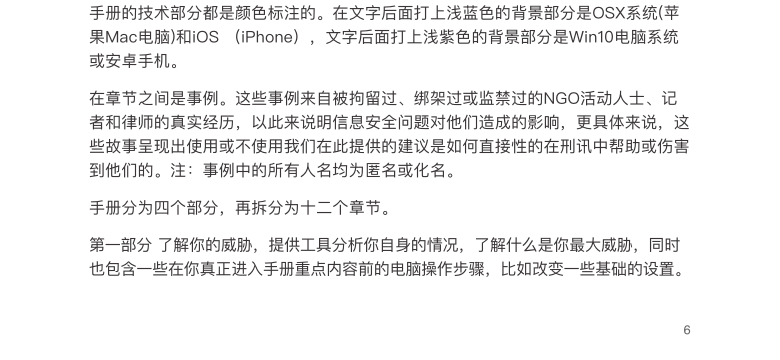 手册的技术部分都是颜色标注的。在文字后面打上浅蓝色的背景部分是OSX系统(苹
果Mac电脑)和iOS （iPhone），文字后面打上浅紫色的背景部分是Win10电脑系统
或安卓手机。
在章节之间是事例。这些事例来自被拘留过、绑架过或监禁过的NGO活动人士、记
者和律师的真实经历，以此来说明信息安全问题对他们造成的影响，更具体来说，这
些故事呈现出使用或不使用我们在此提供的建议是如何直接性的在刑讯中帮助或伤害
到他们的。注：事例中的所有人名均为匿名或化名。
手册分为四个部分，再拆分为十二个章节。
第一部分 了解你的威胁，提供工具分析你自身的情况，了解什么是你最大威胁，同时
也包含一些在你真正进入手册重点内容前的电脑操作步骤，比如改变一些基础的设置。
6